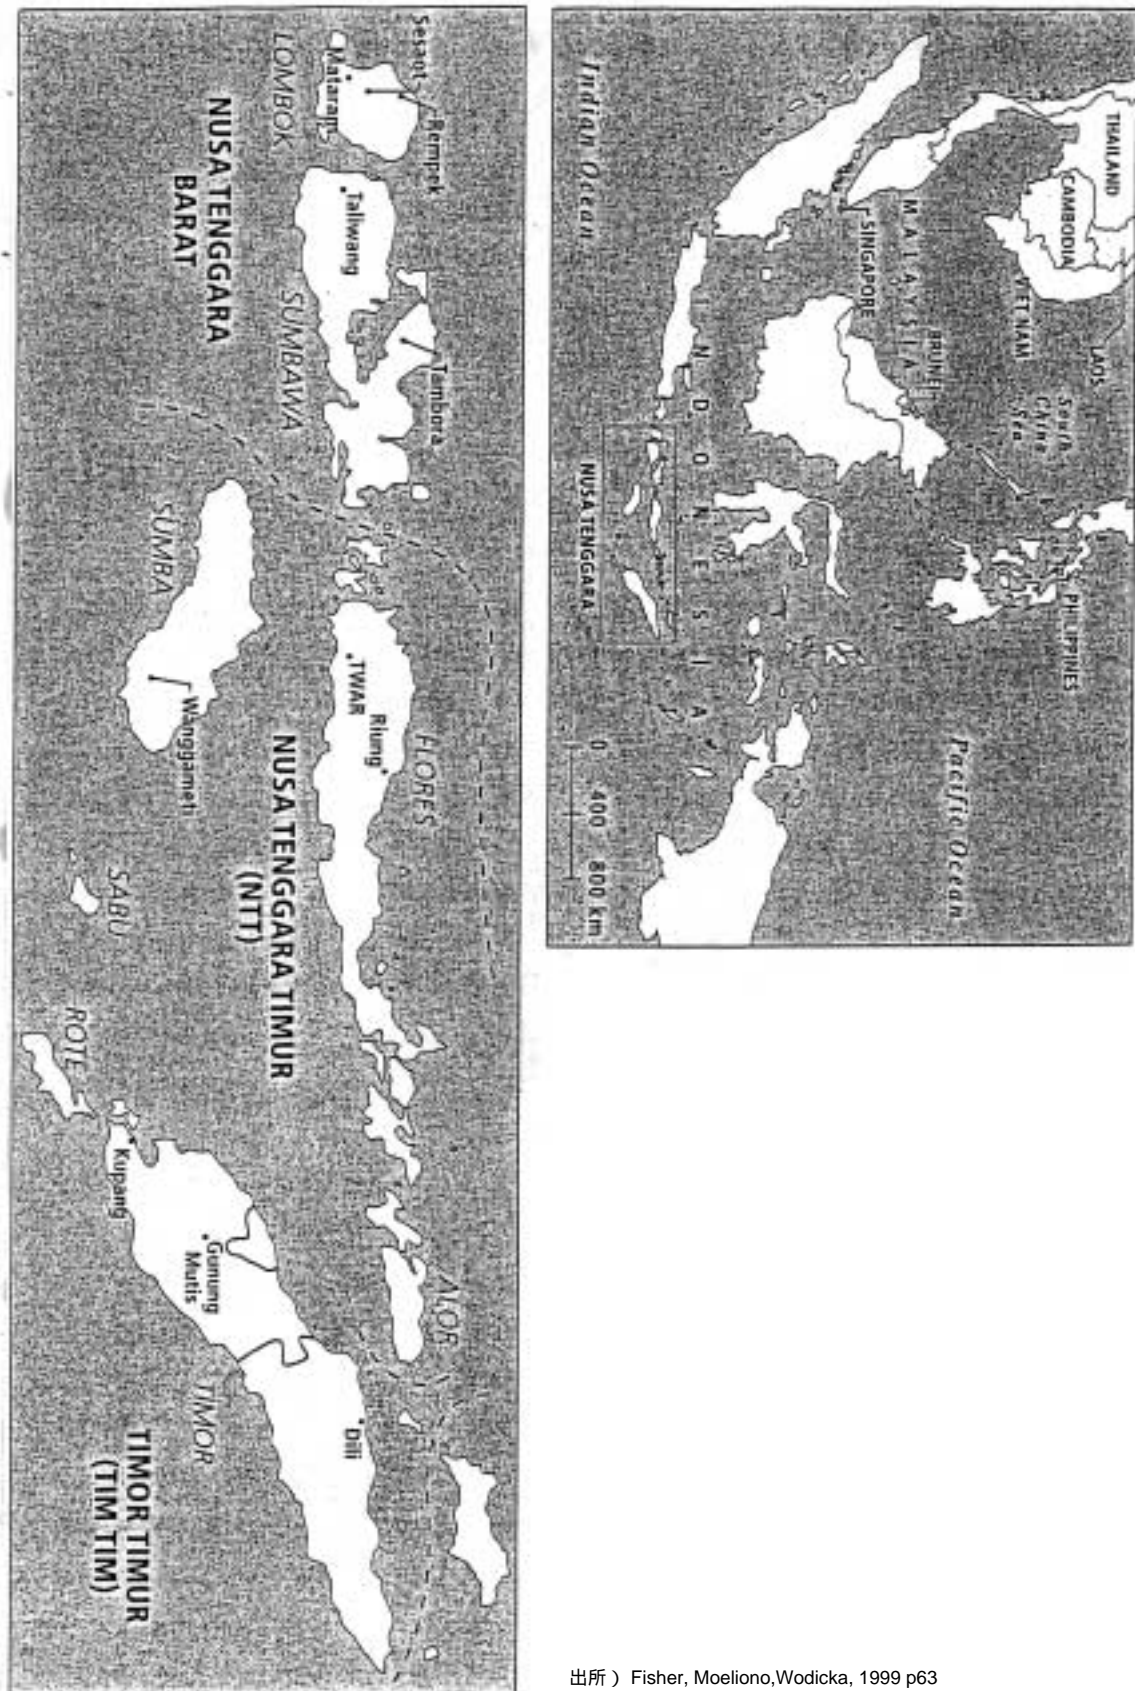 Indian Ocean
THAILAND
CAMBODIA
VIET NAM
LAOS
South
China
Sea
PHILIPPINES
Pacific Ocean
MALAYSIA
SINGAPORE
BRUNEI
INDONESIA
NUSA TENGGARA
0 400 800 km
Sesaot
Rempek
Mataram
LOMBOK
NUSA TENGGARA
BARAT
Taliwang
SUMBAWA
Tambora
SUMBA
Wanggameti
TWAR
Riung
FLORES
NUSA TENGGARA TIMUR
(NTT)
SABU
ROTE
Kupang
Gunung
Mutis
ALOR
TIMOR
Dili
TIMOR TIMUR
(TIM TIM)
出所） Fisher, Moeliono,Wodicka, 1999 p63